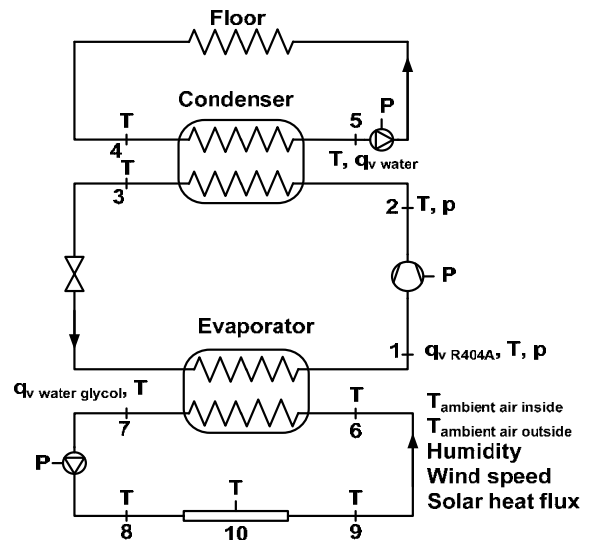 Floor
Condenser
P
T
5
4
T, qv water
T
3
2
T, p
P
Evaporator
1
qv R404A, T, p
qv water glycol, T
T
7
6
Tambient air inside
Tambient air outside
Humidity
Wind speed
Solar heat flux
P
T
T
T
8
10
9